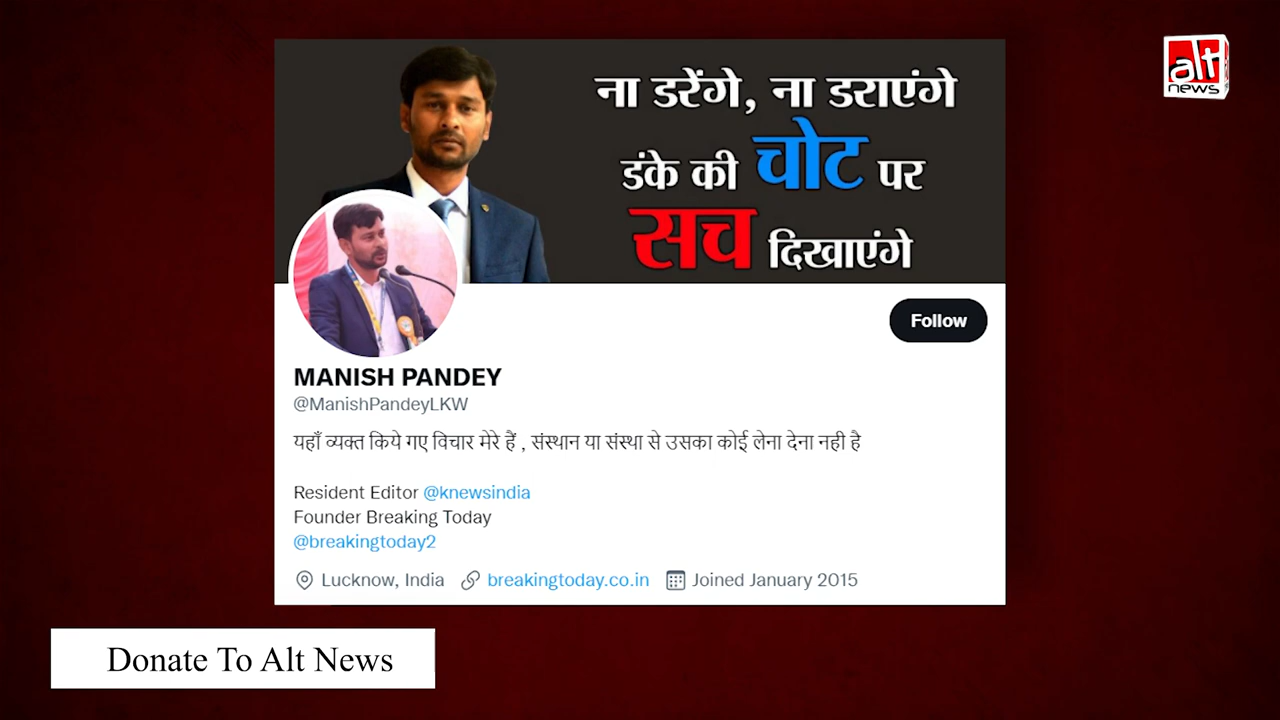 alt
news
ना डरेंगे, ना डराएंगे
डंके की चोट पर
सच दिखाएंगे
Follow
MANISH PANDEY
@ManishPandeyLKW
यहाँ व्यक्त किये गए विचार मेरे हैं , संस्थान या संस्था से उसका कोई लेना देना नही है
Resident Editor @knewsindia
Founder Breaking Today
@breakingtoday2
Lucknow, India breakingtoday.co.in Joined January 2015
Donate To Alt News